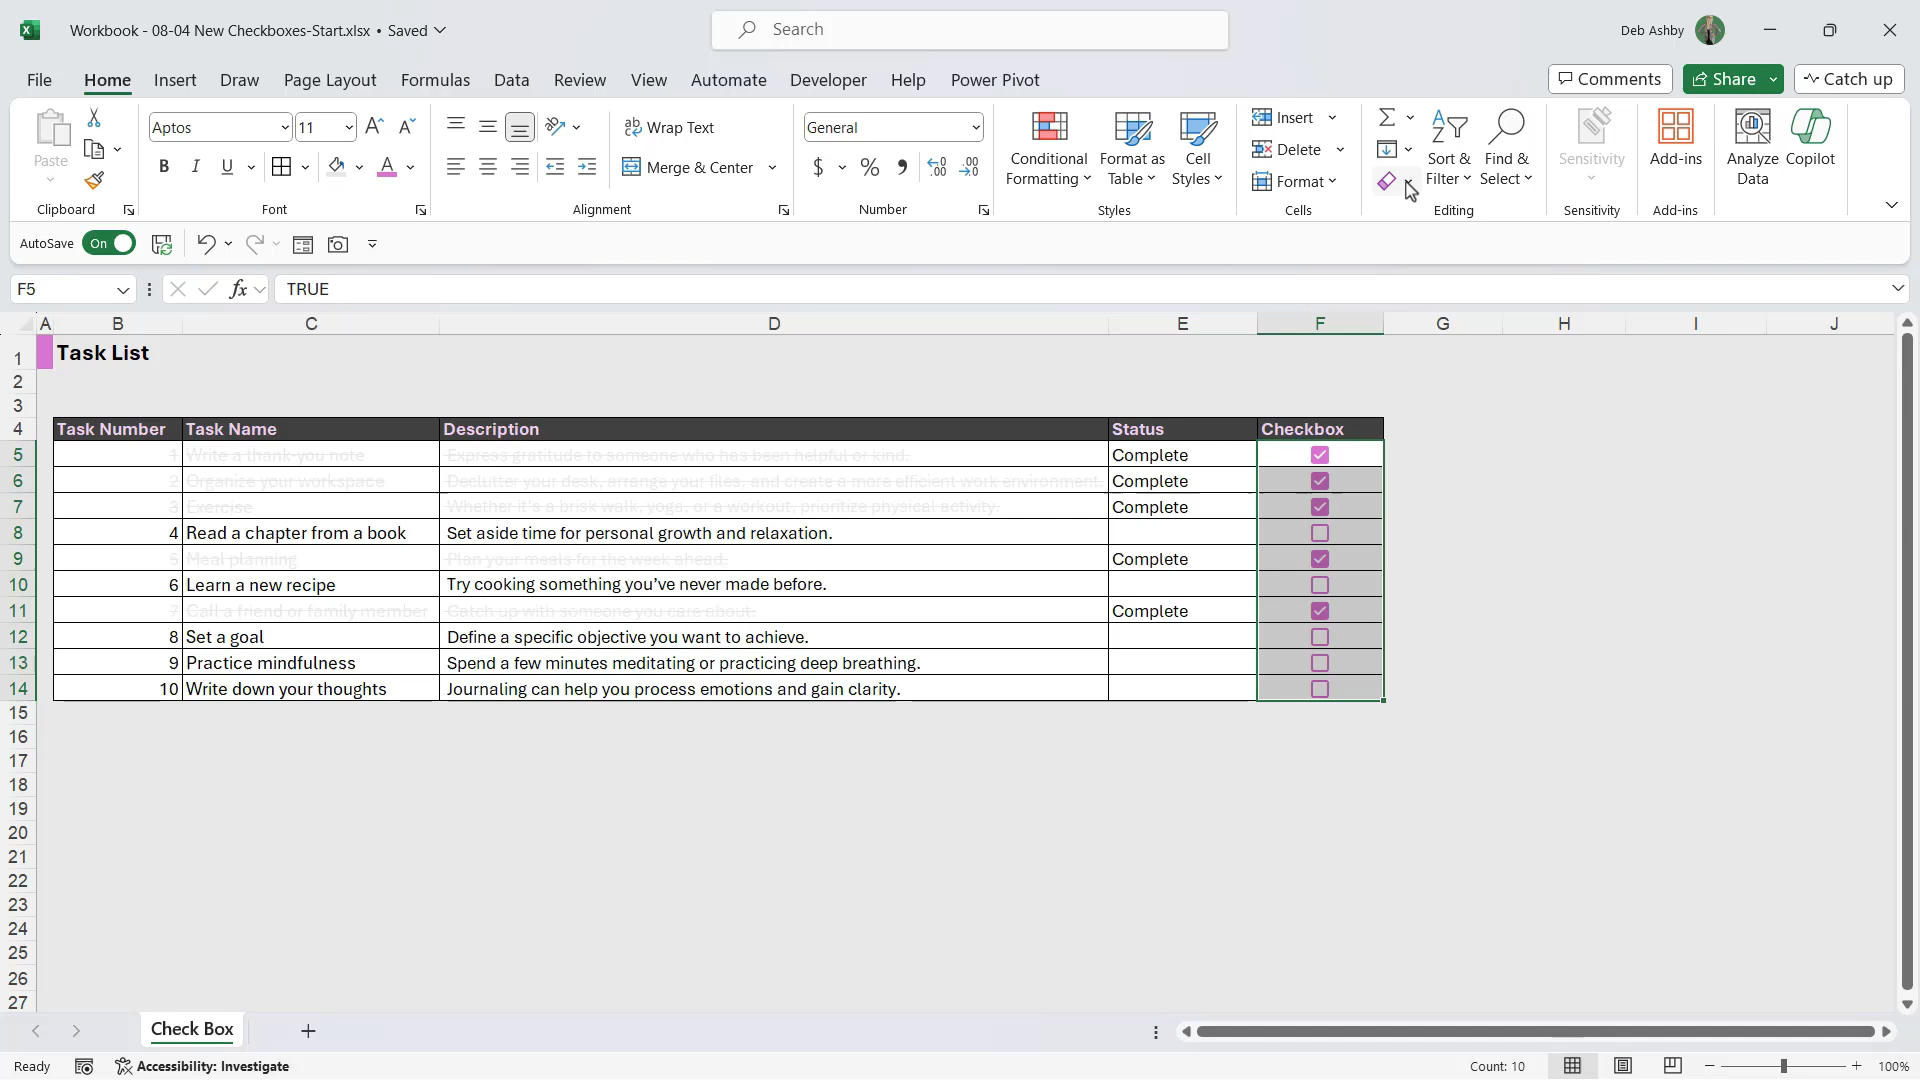 Workbook - 08-04 New Checkboxes-Start.xlsx • Saved
Search
Deb Ashby
File Home Insert Draw Page Layout Formulas Data Review View Automate Developer Help Power Pivot
Comments Share Catch up
Paste
Clipboard
Aptos 11
B I U
Font
Wrap Text
Merge & Center
Alignment
General
$ % 9
Number
Conditional Formatting
Format as Table
Cell Styles
Styles
Insert
Delete
Format
Cells
Sort & Filter
Find & Select
Editing
Sensitivity
Sensitivity
Add-ins
Add-ins
Analyze Data
Copilot
AutoSave On
F5 fx TRUE
A B C D E F G H I J
1 Task List
2
3
4 Task Number Task Name Description Status Checkbox
5 1 Write a thank-you note Express gratitude to someone who has been helpful or kind. Complete
6 2 Organize your workspace Declutter your desk, arrange your files, and create a more efficient work environment. Complete
7 3 Exercise Whether it's a brisk walk, yoga, or a workout, prioritize physical activity. Complete
8 4 Read a chapter from a book Set aside time for personal growth and relaxation.
9 5 Meal planning Plan your meals for the week ahead. Complete
10 6 Learn a new recipe Try cooking something you’ve never made before.
11 7 Call a friend or family member Catch up with someone you care about. Complete
12 8 Set a goal Define a specific objective you want to achieve.
13 9 Practice mindfulness Spend a few minutes meditating or practicing deep breathing.
14 10 Write down your thoughts Journaling can help you process emotions and gain clarity.
15
16
17
18
19
20
21
22
23
24
25
26
27
Check Box
Ready Accessibility: Investigate Count: 10 100%